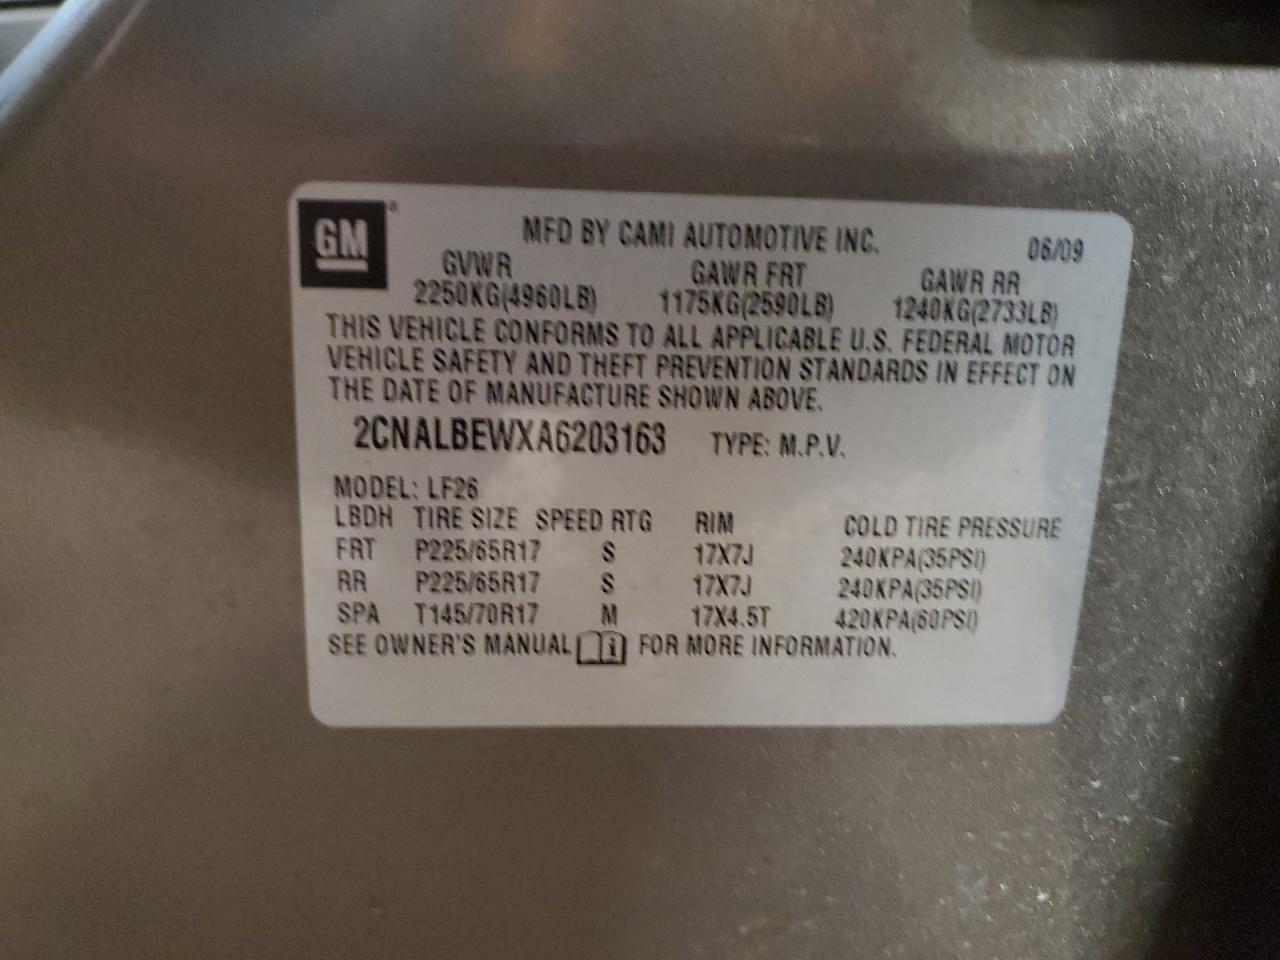 GM®
MFD BY CAMI AUTOMOTIVE INC. 06/09
GVWR GAWR FRT GAWR RR
2250KG(4960LB) 1175KG(2590LB) 1240KG(2733LB)
THIS VEHICLE CONFORMS TO ALL APPLICABLE U.S. FEDERAL MOTOR
VEHICLE SAFETY AND THEFT PREVENTION STANDARDS IN EFFECT ON
THE DATE OF MANUFACTURE SHOWN ABOVE.
2CNALBEWXA6203163 TYPE: M.P.V.
MODEL: LF26
LBDH TIRE SIZE SPEED RTG RIM COLD TIRE PRESSURE
FRT P225/65R17 S 17X7J 240KPA(35PSI)
RR P225/65R17 S 17X7J 240KPA(35PSI)
SPA T145/70R17 M 17X4.5T 420KPA(60PSI)
SEE OWNER'S MANUAL i FOR MORE INFORMATION.